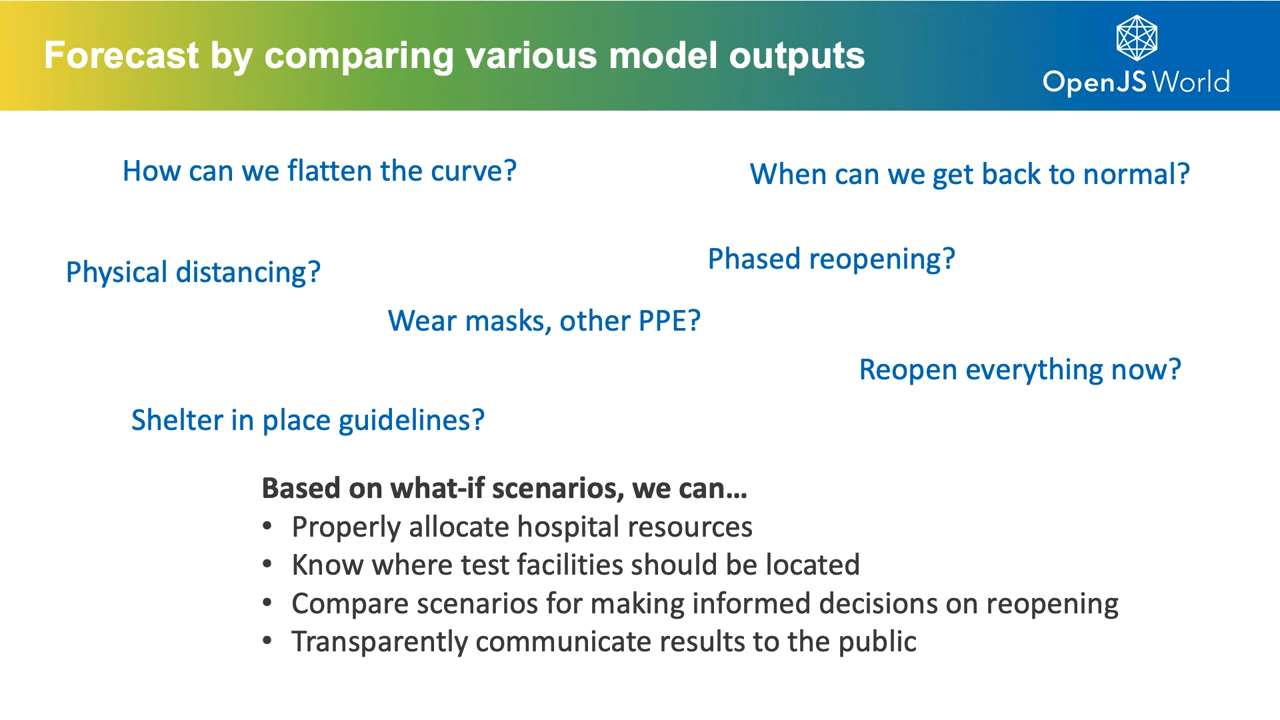 Forecast by comparing various model outputs
OpenJS World
How can we flatten the curve?
When can we get back to normal?
Physical distancing?
Phased reopening?
Wear masks, other PPE?
Reopen everything now?
Shelter in place guidelines?
Based on what-if scenarios, we can…
• Properly allocate hospital resources
• Know where test facilities should be located
• Compare scenarios for making informed decisions on reopening
• Transparently communicate results to the public